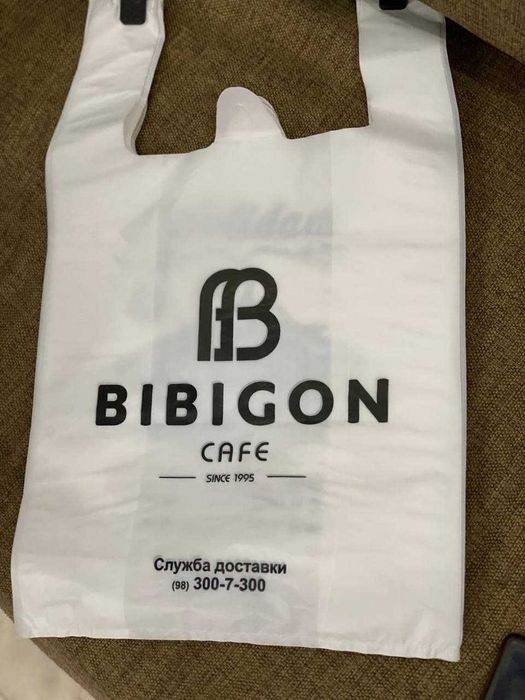 B
BIBIGON
CAFE
SINCE 1995
Служба доставки
(98) 300-7-300